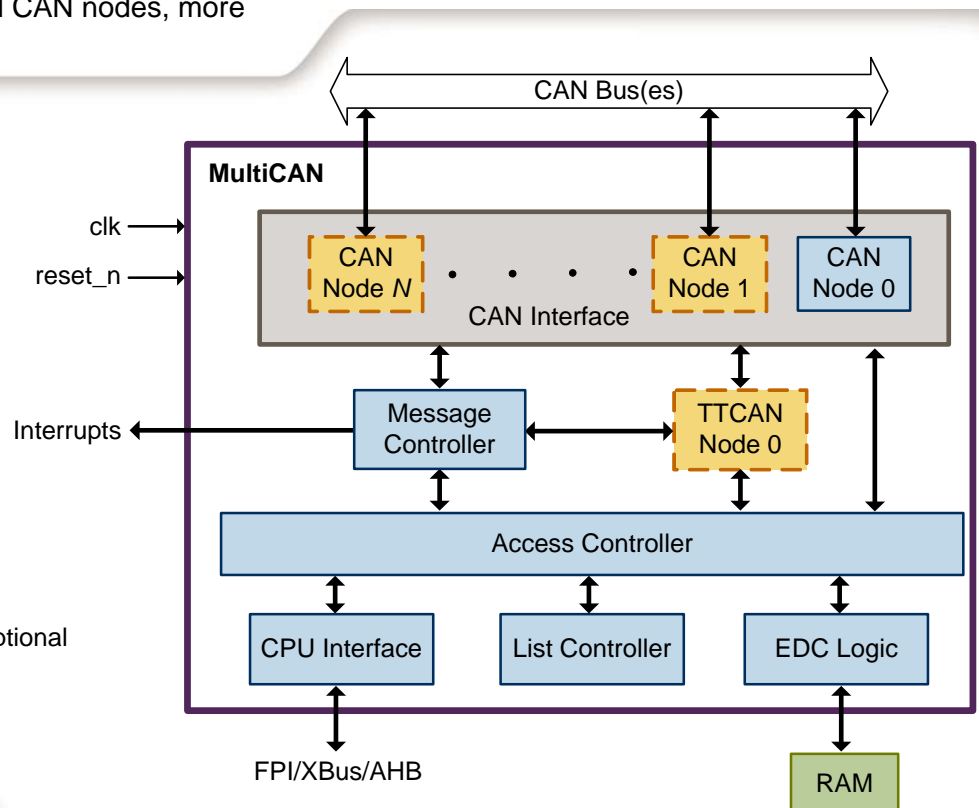 CAN nodes, more
CAN Bus(es)
MultiCAN
clk
reset_n
CAN
Node N
CAN
Node 1
CAN
Node 0
. . . .
CAN Interface
Message
Controller
TTCAN
Node 0
Interrupts
Access Controller
CPU Interface
List Controller
EDC Logic
FPI/XBus/AHB
RAM